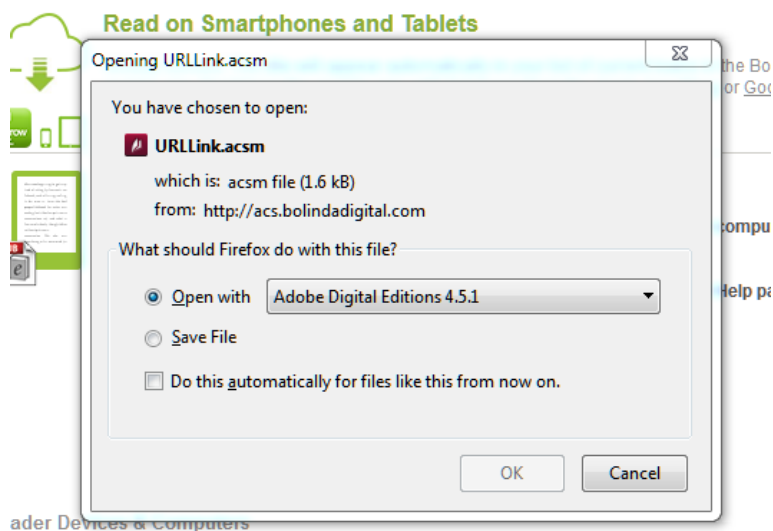 Read on Smartphones and Tablets
Opening URLLink.acsm
the Bo
or Goo
You have chosen to open:
URLLink.acsm
which is: acsm file (1.6 kB)
from: http://acs.bolindadigital.com
What should Firefox do with this file?
compu
Open with Adobe Digital Editions 4.5.1
Help pa
Save File
Do this automatically for files like this from now on.
OK Cancel
ader Devices & Computers